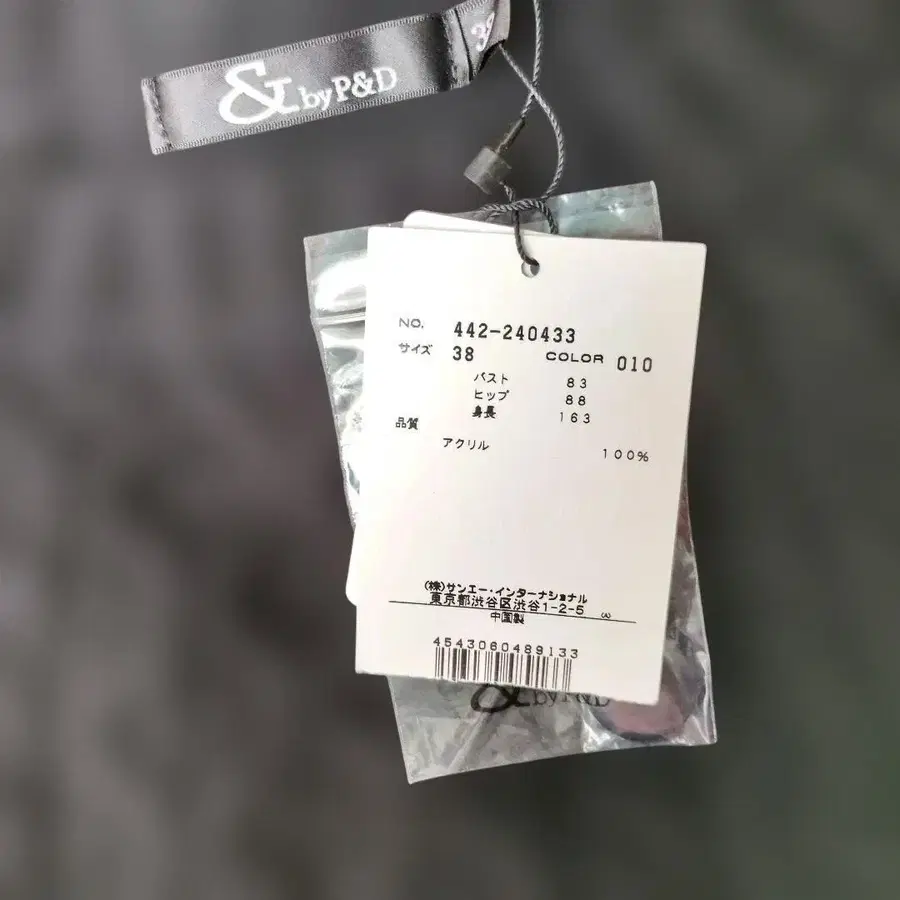 & by P&D
38
NO. 442-240433
サイズ 38 COLOR 010
バスト 83
ヒップ 88
身長 163
品質
アクリル 100%
(株)サンエー・インターナショナル
東京都渋谷区渋谷1-2-5
中国製
4543060489133
& by P&D